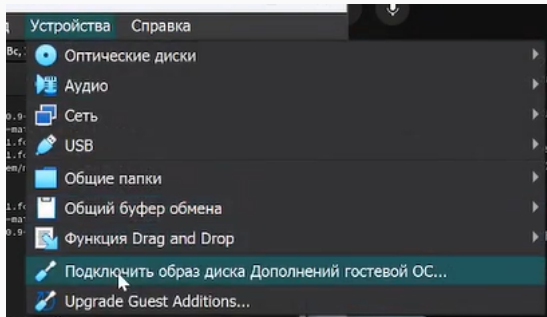 Устройства Справка
Оптические диски
Аудио
Сеть
USB
Общие папки
Общий буфер обмена
Функция Drag and Drop
Подключить образ диска Дополнений гостевой ОС...
Upgrade Guest Additions...